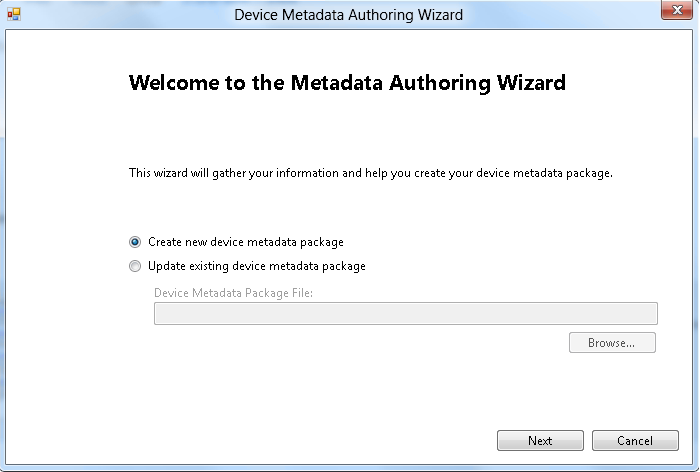 Device Metadata Authoring Wizard
Welcome to the Metadata Authoring Wizard
This wizard will gather your information and help you create your device metadata package.
Create new device metadata package
Update existing device metadata package
Device Metadata Package File:
Browse...
Next
Cancel